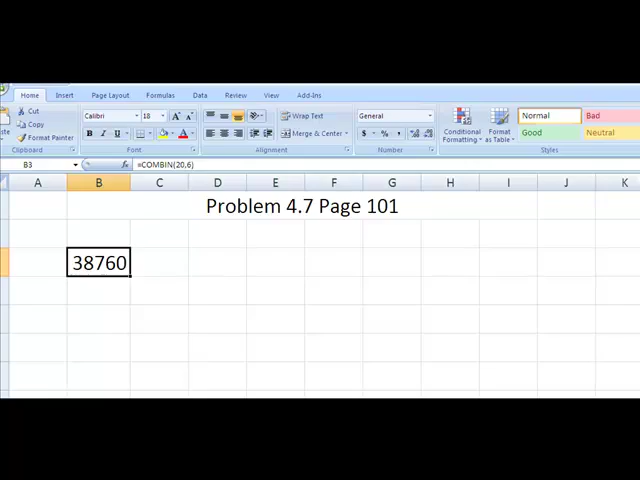 Home Insert Page Layout Formulas Data Review View Add-Ins
Cut Calibri 18 A A Wrap Text General Normal Bad
Copy Conditional Format Good Neutral
Format Painter B I U A Merge & Center $ % , Formatting as Table
Clipboard Font Alignment Number Styles
B3 fx =COMBIN(20,6)
A B C D E F G H I J K
Problem 4.7 Page 101
38760